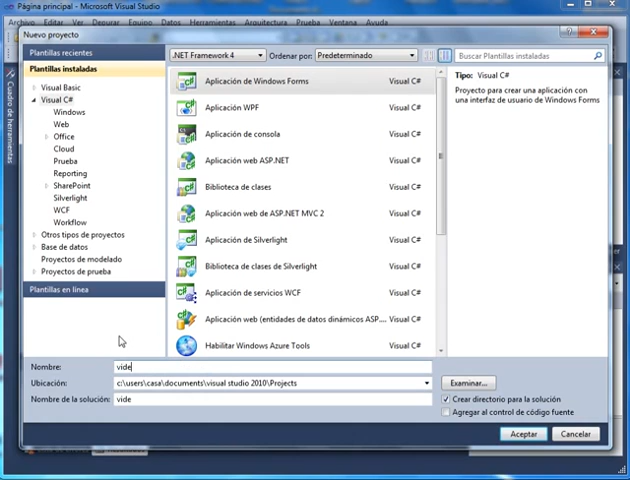 Página principal - Microsoft Visual Studio
Archivo Editar Ver Depurar Equipo Datos Herramientas Arquitectura Prueba Ventana Ayuda
Nuevo proyecto
Plantillas recientes
.NET Framework 4
Ordenar por: Predeterminado
Buscar Plantillas instaladas
Plantillas instaladas
Visual Basic
Visual C#
Windows
Web
Office
Cloud
Prueba
Reporting
SharePoint
Silverlight
WCF
Workflow
Otros tipos de proyectos
Base de datos
Proyectos de modelado
Proyectos de prueba
Plantillas en línea
Aplicación de Windows Forms Visual C#
Aplicación WPF Visual C#
Aplicación de consola Visual C#
Aplicación web ASP.NET Visual C#
Biblioteca de clases Visual C#
Aplicación web de ASP.NET MVC 2 Visual C#
Aplicación de Silverlight Visual C#
Biblioteca de clases de Silverlight Visual C#
Aplicación de servicios WCF Visual C#
Aplicación web (entidades de datos dinámicos ASP.... Visual C#
Habilitar Windows Azure Tools Visual C#
Tipo: Visual C#
Proyecto para crear una aplicación con
una interfaz de usuario de Windows Forms
Cuadro de herramientas
Nombre: vide
Ubicación: c:\users\casa\documents\visual studio 2010\Projects
Examinar...
Nombre de la solución: vide
Crear directorio para la solución
Agregar al control de código fuente
Aceptar Cancelar